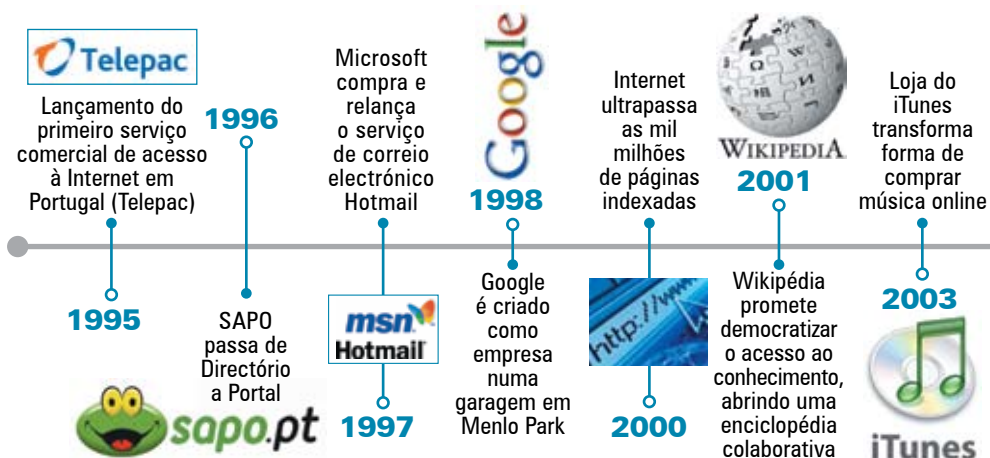 Telepac
Lançamento do
primeiro serviço
comercial de acesso
à Internet em
Portugal (Telepac)
1995
1996
SAPO
passa de
Directório
a Portal
sapo.pt
Microsoft
compra e
relança
o serviço
de correio
electrónico
Hotmail
msn
Hotmail
1997
Google
1998
Google
é criado
como
empresa
numa
garagem em
Menlo Park
Internet
ultrapassa
as mil
milhões
de páginas
indexadas
http://www
2000
WIKIPEDIA
2001
Wikipédia
promete
democratizar
o acesso ao
conhecimento,
abrindo uma
enciclopédia
colaborativa
Loja do
iTunes
transforma
forma de
comprar
música online
2003
iTunes